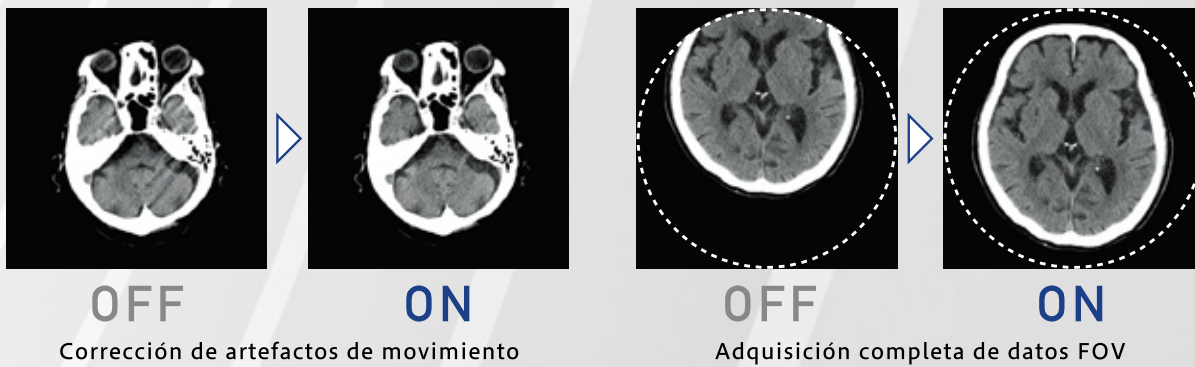 OFF
ON
Corrección de artefactos de movimiento
OFF
ON
Adquisición completa de datos FOV